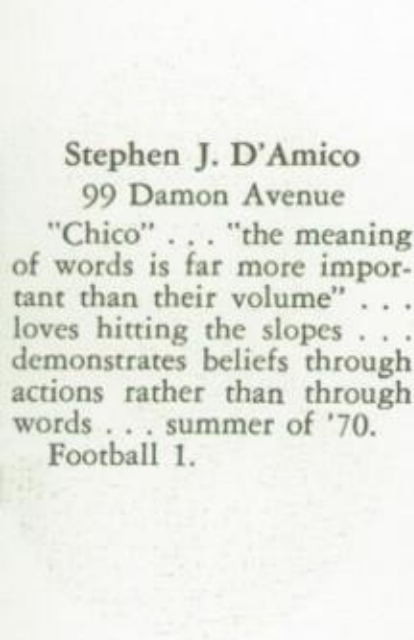 Stephen J. D'Amico
99 Damon Avenue
"Chico" . . . "the meaning
of words is far more impor-
tant than their volume" . . .
loves hitting the slopes . . .
demonstrates beliefs through
actions rather than through
words . . . summer of '70.
Football 1.